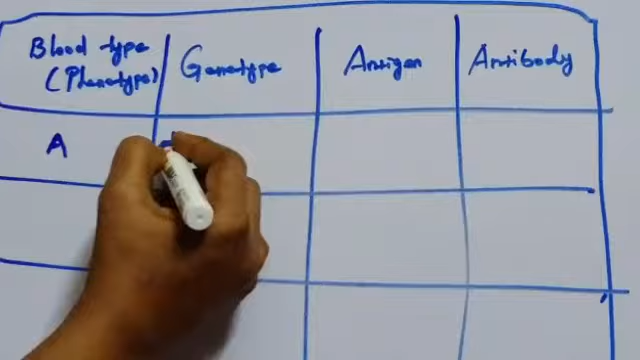 Blood type
(Phenotype)
Genotype
Antigen
Antibody
A